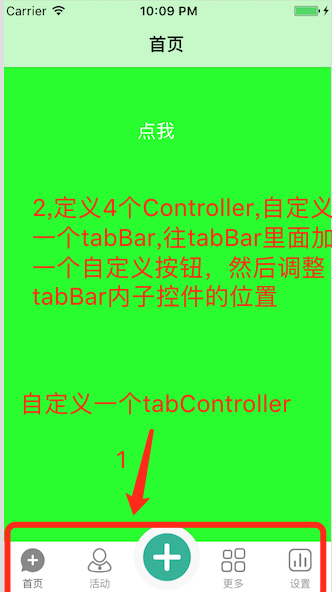 Carrier 10:09 PM
首页
点我
2,定义4个Controller,自定义
一个tabBar,往tabBar里面加
一个自定义按钮，然后调整
tabBar内子控件的位置
自定义一个tabController
1
首页 活动 更多 设置